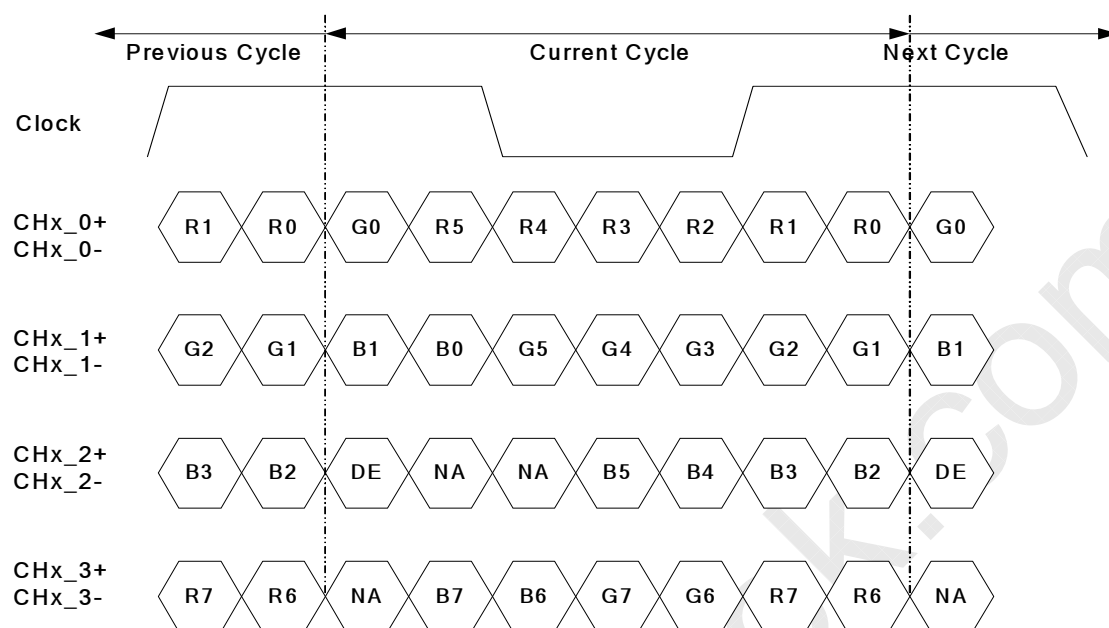 Previous Cycle Current Cycle Next Cycle
Clock
CHx_0+
CHx_0-
R1 R0 G0 R5 R4 R3 R2 R1 R0 G0
CHx_1+
CHx_1-
G2 G1 B1 B0 G5 G4 G3 G2 G1 B1
CHx_2+
CHx_2-
B3 B2 DE NA NA B5 B4 B3 B2 DE
CHx_3+
CHx_3-
R7 R6 NA B7 B6 G7 G6 R7 R6 NA
k.com